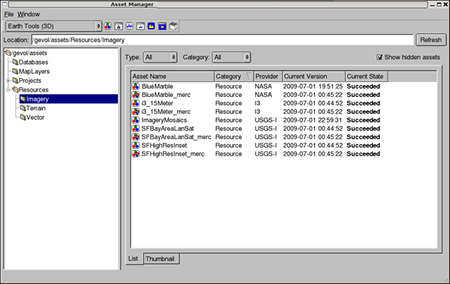 Asset Manager
File Window
Earth Tools (3D)
Location: /gevol/assets/Resources/Imagery Refresh
/gevol/assets
Databases
MapLayers
Projects
Resources
Imagery
Terrain
Vector
Type: All Category: All Show hidden assets
Asset Name Category Provider Current Version Current State
BlueMarble Resource NASA 2009-07-01 19:51:25 Succeeded
BlueMarble_merc Resource NASA 2009-07-01 00:45:22 Succeeded
i3_15Meter Resource I3 2009-07-01 00:44:52 Succeeded
i3_15Meter_merc Resource I3 2009-07-01 00:45:22 Succeeded
ImageryMosaics Resource USGS-I 2009-07-01 22:59:31 Succeeded
SFBayAreaLanSat Resource USGS-I 2009-07-01 00:44:52 Succeeded
SFBayAreaLanSat_merc Resource USGS-I 2009-07-01 00:45:22 Succeeded
SFHighResInset Resource USGS-I 2009-07-01 00:44:52 Succeeded
SFHighResInset_merc Resource USGS-I 2009-07-01 00:45:22 Succeeded
List Thumbnail